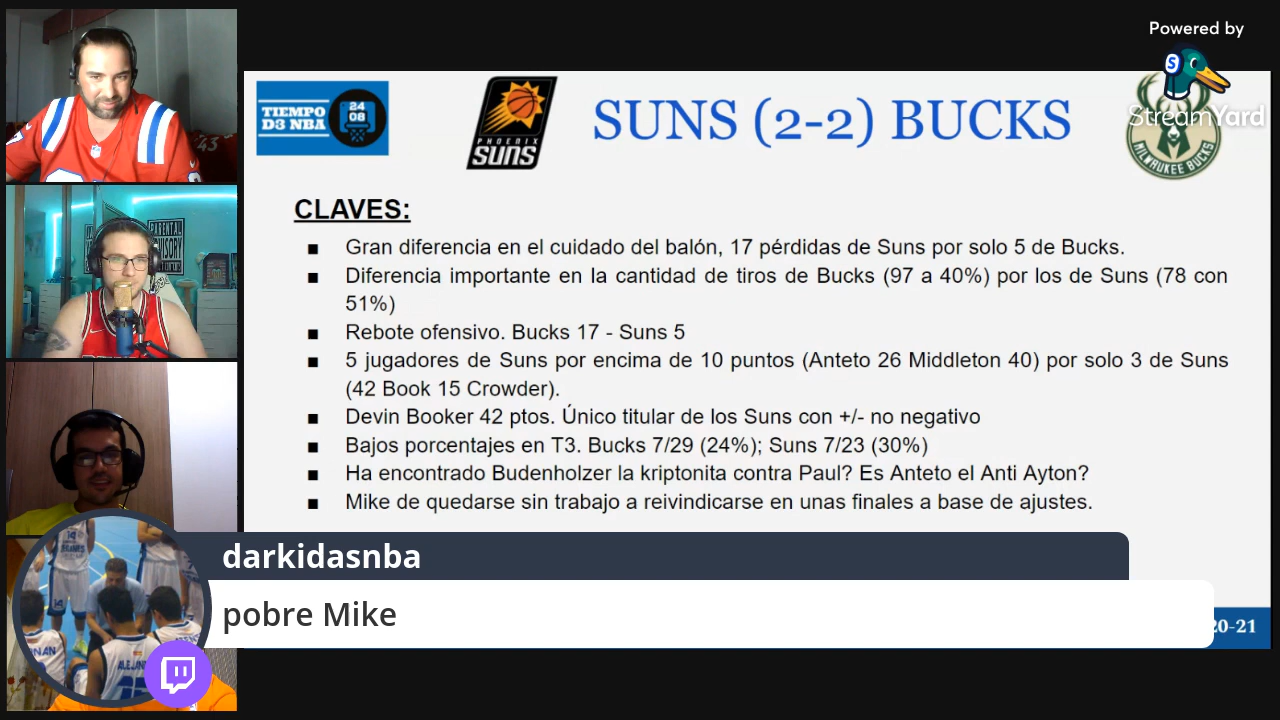 Powered by
StreamYard
TIEMPO
D3 NBA
24
08
PHOENIX
SUNS
SUNS (2-2) BUCKS
MILWAUKEE BUCKS
CLAVES:
■ Gran diferencia en el cuidado del balón, 17 pérdidas de Suns por solo 5 de Bucks.
■ Diferencia importante en la cantidad de tiros de Bucks (97 a 40%) por los de Suns (78 con
51%)
■ Rebote ofensivo. Bucks 17 - Suns 5
■ 5 jugadores de Suns por encima de 10 puntos (Anteto 26 Middleton 40) por solo 3 de Suns
(42 Book 15 Crowder).
■ Devin Booker 42 ptos. Único titular de los Suns con +/- no negativo
■ Bajos porcentajes en T3. Bucks 7/29 (24%); Suns 7/23 (30%)
■ Ha encontrado Budenholzer la kriptonita contra Paul? Es Anteto el Anti Ayton?
■ Mike de quedarse sin trabajo a reivindicarse en unas finales a base de ajustes.
darkidasnba
pobre Mike
20-21
PARENTAL
43